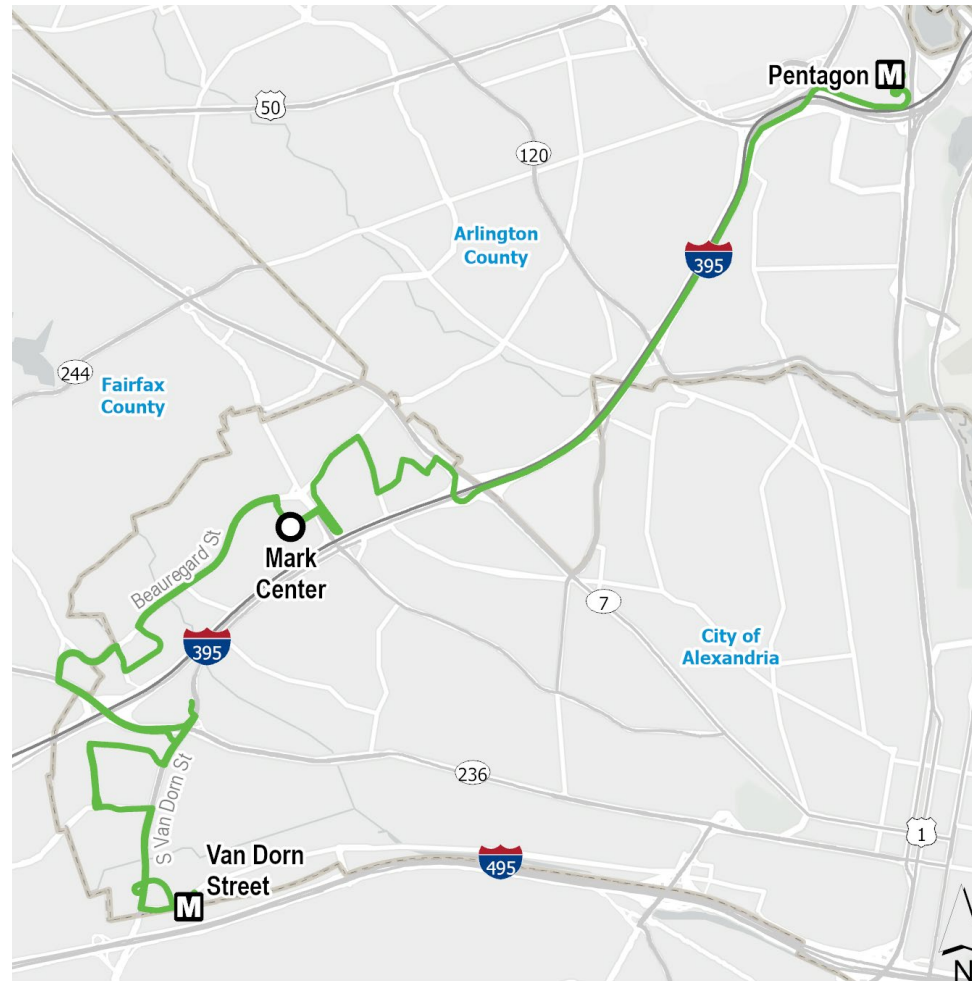 Pentagon M
50
120
Arlington
County
395
244
Fairfax
County
Beauregard St
Mark
Center
7
395
City of
Alexandria
S Van Dorn St
236
1
Van Dorn
Street
M
495
N